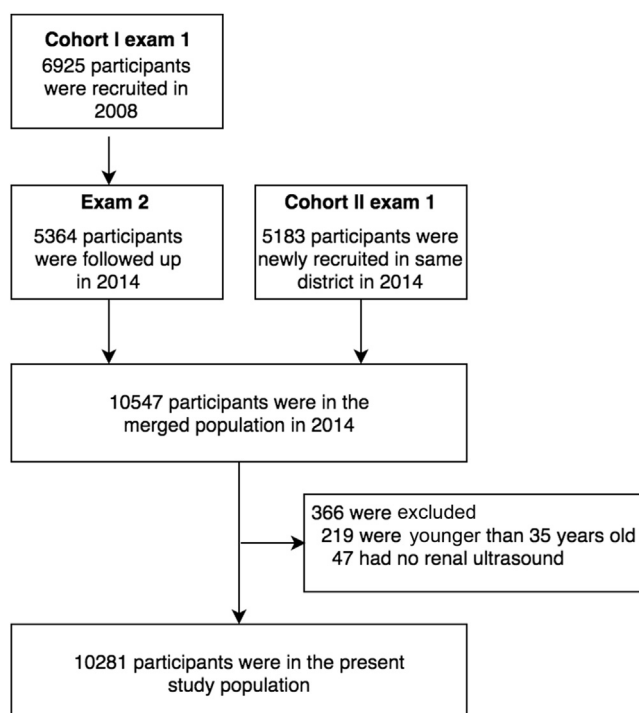 Cohort I exam 1
6925 participants
were recruited in
2008
Exam 2
5364 participants
were followed up
in 2014
Cohort II exam 1
5183 participants were
newly recruited in same
district in 2014
10547 participants were in the
merged population in 2014
366 were excluded
219 were younger than 35 years old
47 had no renal ultrasound
10281 participants were in the present
study population